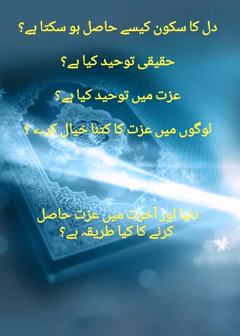 دل کا سکون کیسے حاصل ہو سکتا ہے؟
حقیقی توحید کیا ہے؟
عزت میں توحید کیا ہے؟
لوگوں میں عزت کا کتنا خیال کرے ؟
دنیا اور آخرت میں عزت حاصل
کرنے کا کیا طریقہ ہے؟